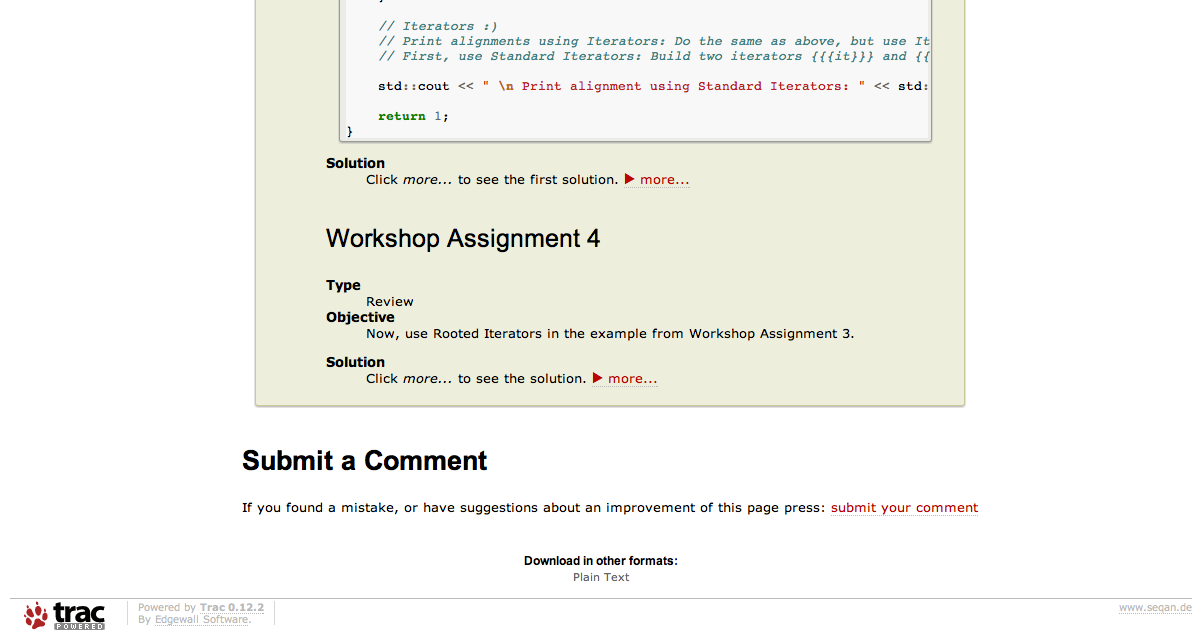 // Iterators :)
// Print alignments using Iterators: Do the same as above, but use It
// First, use Standard Iterators: Build two iterators {{{it}}} and {{
std::cout << " \n Print alignment using Standard Iterators: " << std:
return 1;
}
Solution
Click more... to see the first solution. ▶ more...
Workshop Assignment 4
Type
Review
Objective
Now, use Rooted Iterators in the example from Workshop Assignment 3.
Solution
Click more... to see the solution. ▶ more...
Submit a Comment
If you found a mistake, or have suggestions about an improvement of this page press: submit your comment
Download in other formats:
Plain Text
trac
POWERED
Powered by Trac 0.12.2
By Edgewall Software.
www.seqan.de